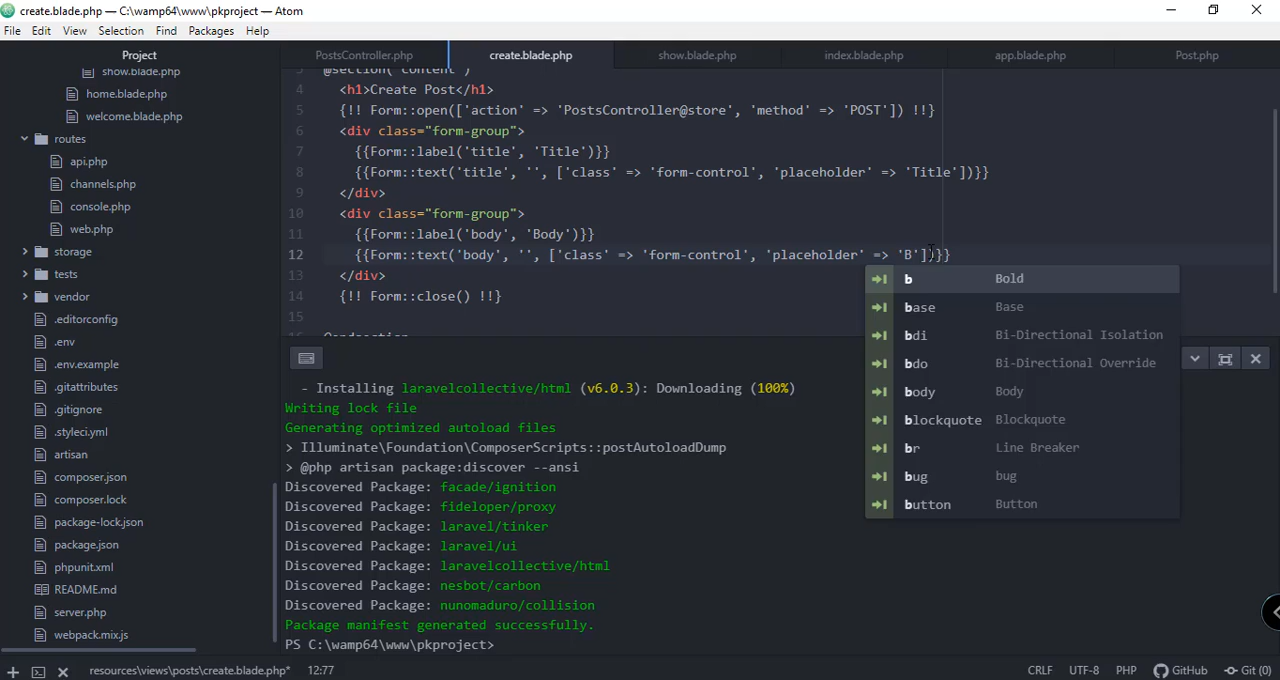 create.blade.php — C:\wamp64\www\pkproject — Atom
File Edit View Selection Find Packages Help
Project
show.blade.php
home.blade.php
welcome.blade.php
routes
api.php
channels.php
console.php
web.php
storage
tests
vendor
.editorconfig
.env
.env.example
.gitattributes
.gitignore
.styleci.yml
artisan
composer.json
composer.lock
package-lock.json
package.json
phpunit.xml
README.md
server.php
webpack.mix.js
PostsController.php create.blade.php show.blade.php index.blade.php app.blade.php Post.php
3 @section('content')
4 <h1>Create Post</h1>
5 {!! Form::open(['action' => 'PostsController@store', 'method' => 'POST']) !!}
6 <div class="form-group">
7 {{Form::label('title', 'Title')}}
8 {{Form::text('title', '', ['class' => 'form-control', 'placeholder' => 'Title'])}}
9 </div>
10 <div class="form-group">
11 {{Form::label('body', 'Body')}}
12 {{Form::text('body', '', ['class' => 'form-control', 'placeholder' => 'B'])}}
13 </div>
14 {!! Form::close() !!}
15
16 @endsection
b Bold
base Base
bdi Bi-Directional Isolation
bdo Bi-Directional Override
body Body
blockquote Blockquote
br Line Breaker
bug bug
button Button
- Installing laravelcollective/html (v6.0.3): Downloading (100%)
Writing lock file
Generating optimized autoload files
> Illuminate\Foundation\ComposerScripts::postAutoloadDump
> @php artisan package:discover --ansi
Discovered Package: facade/ignition
Discovered Package: fideloper/proxy
Discovered Package: laravel/tinker
Discovered Package: laravel/ui
Discovered Package: laravelcollective/html
Discovered Package: nesbot/carbon
Discovered Package: nunomaduro/collision
Package manifest generated successfully.
PS C:\wamp64\www\pkproject>
resources\views\posts\create.blade.php* 12:77 CRLF UTF-8 PHP GitHub Git (0)